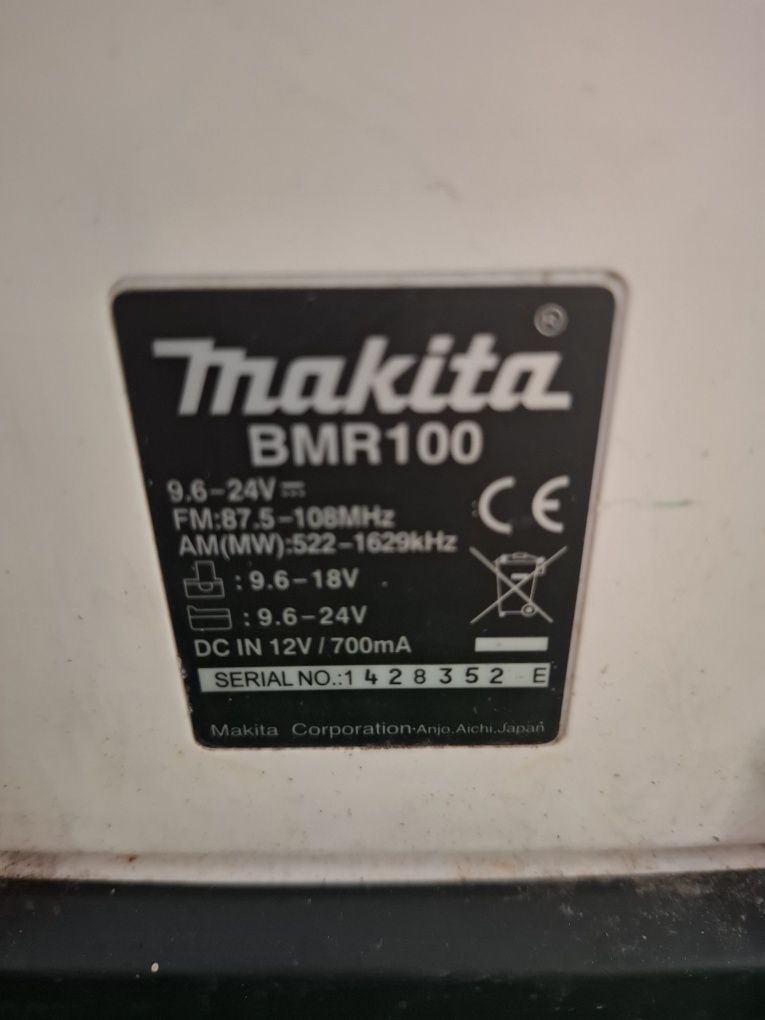 makita
BMR100
9.6-24V
FM:87.5-108MHz
AM(MW):522-1629kHz
: 9.6-18V
: 9.6-24V
DC IN 12V / 700mA
SERIAL NO.:1 4 2 8 3 5 2 E
Makita Corporation·Anjo.Aichi.Japan
CE